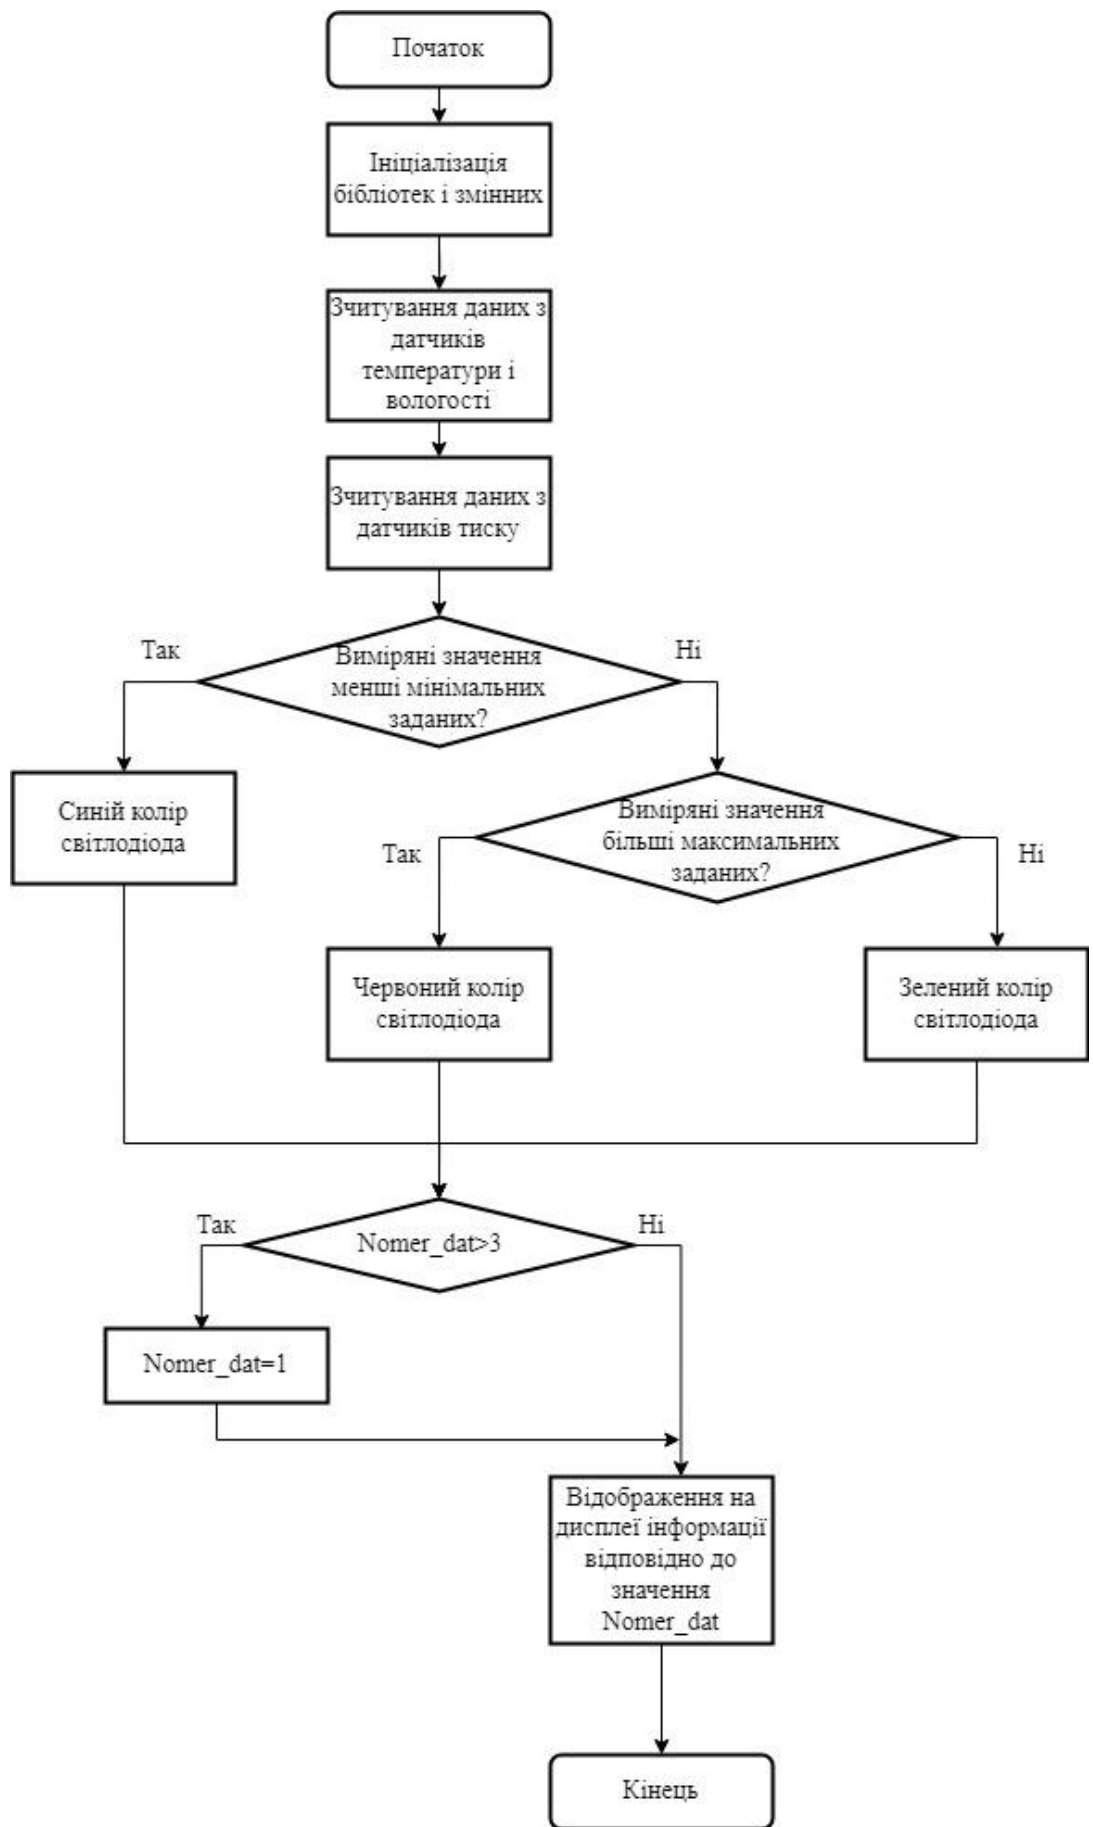 Початок
Ініціалізація
бібліотек і змінних
Зчитування даних з
датчиків
температури і
вологості
Зчитування даних з
датчиків тиску
Так
Ні
Виміряні значення
менші мінімальних
заданих?
Синій колір
світлодіода
Виміряні значення
більші максимальних
заданих?
Так
Ні
Червоний колір
світлодіода
Зелений колір
світлодіода
Так
Ні
Nomer_dat>3
Nomer_dat=1
Відображення на
дисплеї інформації
відповідно до
значення
Nomer_dat
Кінець